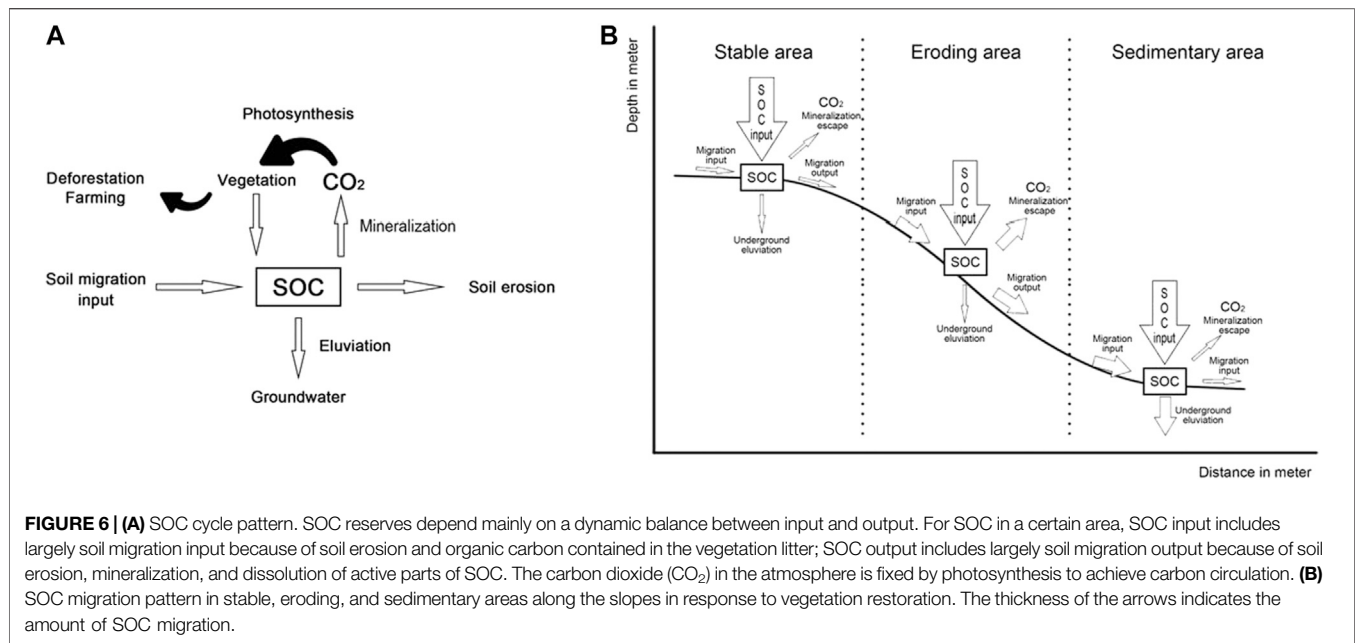 A
Photosynthesis
Deforestation
Farming
Vegetation
CO₂
Mineralization
Soil migration
input
SOC
Soil erosion
Eluviation
Groundwater
B
Depth in meter
Stable area
Eroding area
Sedimentary area
S
O
C
input
CO₂
Mineralization
escape
Migration
input
SOC
Migration
output
Underground
eluviation
S
O
C
input
CO₂
Mineralization
escape
Migration
input
SOC
Migration
output
Underground
eluviation
S
O
C
input
CO₂
Mineralization
escape
Migration
input
SOC
Migration
input
Underground
eluviation
Distance in meter
FIGURE 6 | (A) SOC cycle pattern. SOC reserves depend mainly on a dynamic balance between input and output. For SOC in a certain area, SOC input includes
largely soil migration input because of soil erosion and organic carbon contained in the vegetation litter; SOC output includes largely soil migration output because of soil
erosion, mineralization, and dissolution of active parts of SOC. The carbon dioxide (CO₂) in the atmosphere is fixed by photosynthesis to achieve carbon circulation. (B)
SOC migration pattern in stable, eroding, and sedimentary areas along the slopes in response to vegetation restoration. The thickness of the arrows indicates the
amount of SOC migration.